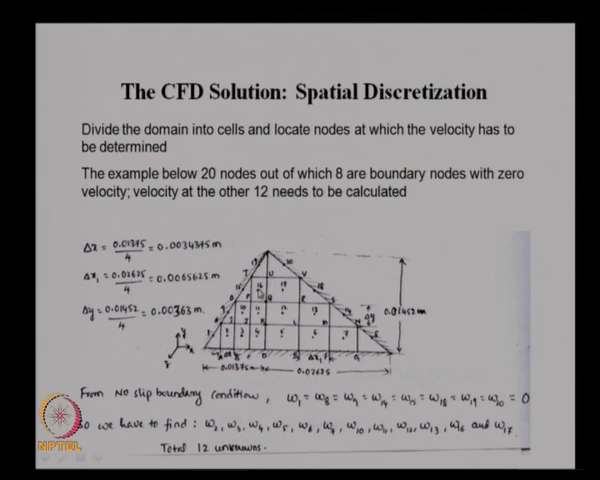 The CFD Solution: Spatial Discretization
Divide the domain into cells and locate nodes at which the velocity has to
be determined
The example below 20 nodes out of which 8 are boundary nodes with zero
velocity; velocity at the other 12 needs to be calculated
Δx = 0.01375/4 = 0.0034375 m
Δx₁ = 0.02625/4 = 0.0065625 m
Δy = 0.01452/4 = 0.00363 m.
0.01452 m
0.01375 m
0.02625
From NO slip boundary condition, ω₁ = ω₈ = ω₉ = ω₁₄ = ω₁₅ = ω₁₈ = ω₁₉ = ω₂₀ = 0
So we have to find : ω₂, ω₃, ω₄, ω₅, ω₆, ω₇, ω₁₀, ω₁₁, ω₁₂, ω₁₃, ω₁₆ and ω₁₇.
Total 12 unknowns.
NPTEL